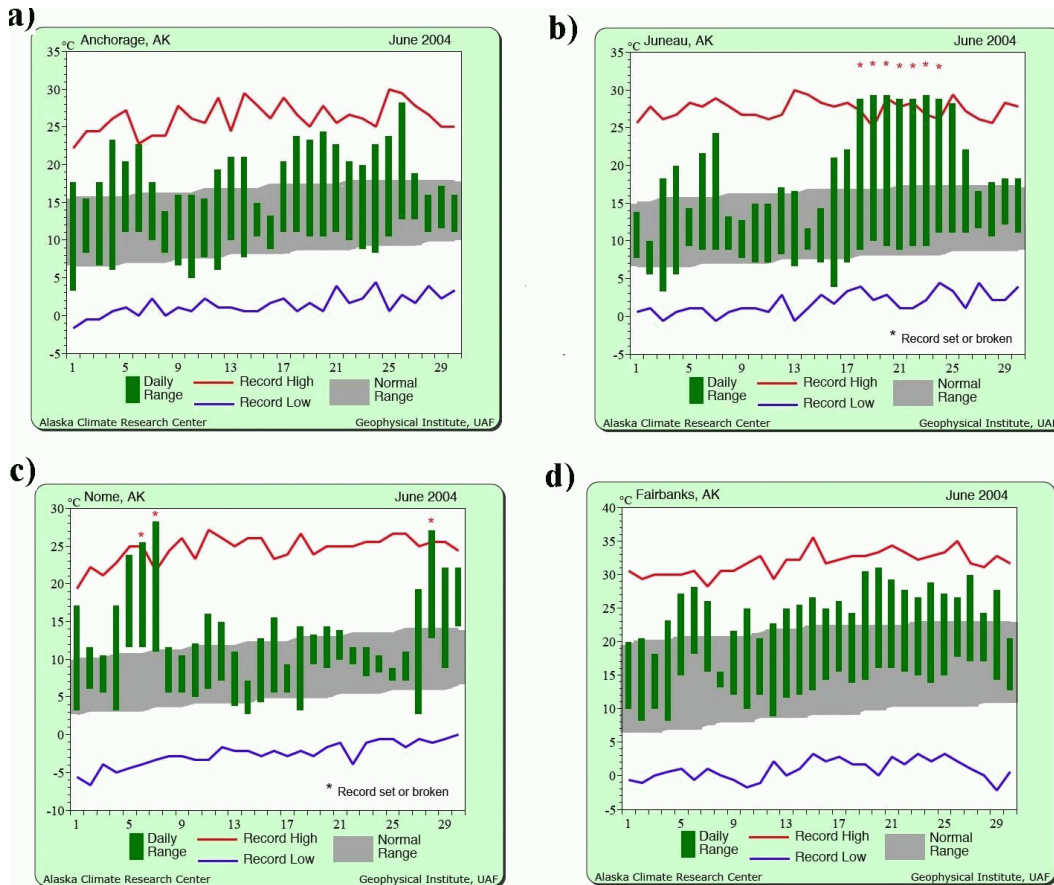 a)
°C Anchorage, AK June 2004
35
30
25
20
15
10
5
0
-5
1 5 9 13 17 21 25 29
Daily Range Record High Normal Range
Record Low
Alaska Climate Research Center Geophysical Institute, UAF
b)
°C Juneau, AK June 2004
35
30
25
20
15
10
5
0
-5
* * * * * * *
* Record set or broken
1 5 9 13 17 21 25 29
Daily Range Record High Normal Range
Record Low
Alaska Climate Research Center Geophysical Institute, UAF
c)
°C Nome, AK June 2004
30
25
20
15
10
5
0
-5
-10
* * *
* Record set or broken
1 5 9 13 17 21 25 29
Daily Range Record High Normal Range
Record Low
Alaska Climate Research Center Geophysical Institute, UAF
d)
°C Fairbanks, AK June 2004
40
35
30
25
20
15
10
5
0
-5
1 5 9 13 17 21 25 29
Daily Range Record High Normal Range
Record Low
Alaska Climate Research Center Geophysical Institute, UAF